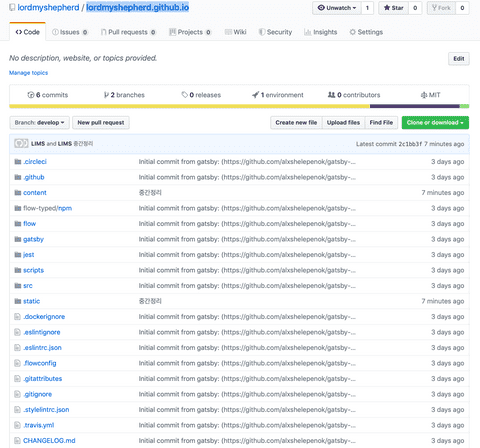 lordmyshepherd / lordmyshepherd.github.io
Unwatch 1 Star 0 Fork 0
Code Issues 0 Pull requests 0 Projects 0 Wiki Security Insights Settings
No description, website, or topics provided. Edit
Manage topics
6 commits 2 branches 0 releases 1 environment 0 contributors MIT
Branch: develop New pull request Create new file Upload files Find File Clone or download
LIMS and LIMS 중간정리 Latest commit 2c1bb3f 7 minutes ago
.circleci Initial commit from gatsby: (https://github.com/alxshelepenok/gatsby-... 3 days ago
.github Initial commit from gatsby: (https://github.com/alxshelepenok/gatsby-... 3 days ago
content 중간정리 7 minutes ago
flow-typed/npm Initial commit from gatsby: (https://github.com/alxshelepenok/gatsby-... 3 days ago
flow Initial commit from gatsby: (https://github.com/alxshelepenok/gatsby-... 3 days ago
gatsby Initial commit from gatsby: (https://github.com/alxshelepenok/gatsby-... 3 days ago
jest Initial commit from gatsby: (https://github.com/alxshelepenok/gatsby-... 3 days ago
scripts Initial commit from gatsby: (https://github.com/alxshelepenok/gatsby-... 3 days ago
src Initial commit from gatsby: (https://github.com/alxshelepenok/gatsby-... 3 days ago
static 중간정리 7 minutes ago
.dockerignore Initial commit from gatsby: (https://github.com/alxshelepenok/gatsby-... 3 days ago
.eslintignore Initial commit from gatsby: (https://github.com/alxshelepenok/gatsby-... 3 days ago
.eslintrc.json Initial commit from gatsby: (https://github.com/alxshelepenok/gatsby-... 3 days ago
.flowconfig Initial commit from gatsby: (https://github.com/alxshelepenok/gatsby-... 3 days ago
.gitattributes Initial commit from gatsby: (https://github.com/alxshelepenok/gatsby-... 3 days ago
.gitignore Initial commit from gatsby: (https://github.com/alxshelepenok/gatsby-... 3 days ago
.stylelintrc.json Initial commit from gatsby: (https://github.com/alxshelepenok/gatsby-... 3 days ago
.travis.yml Initial commit from gatsby: (https://github.com/alxshelepenok/gatsby-... 3 days ago
CHANGELOG.md Initial commit from gatsby: (https://github.com/alxshelepenok/gatsby-... 3 days ago